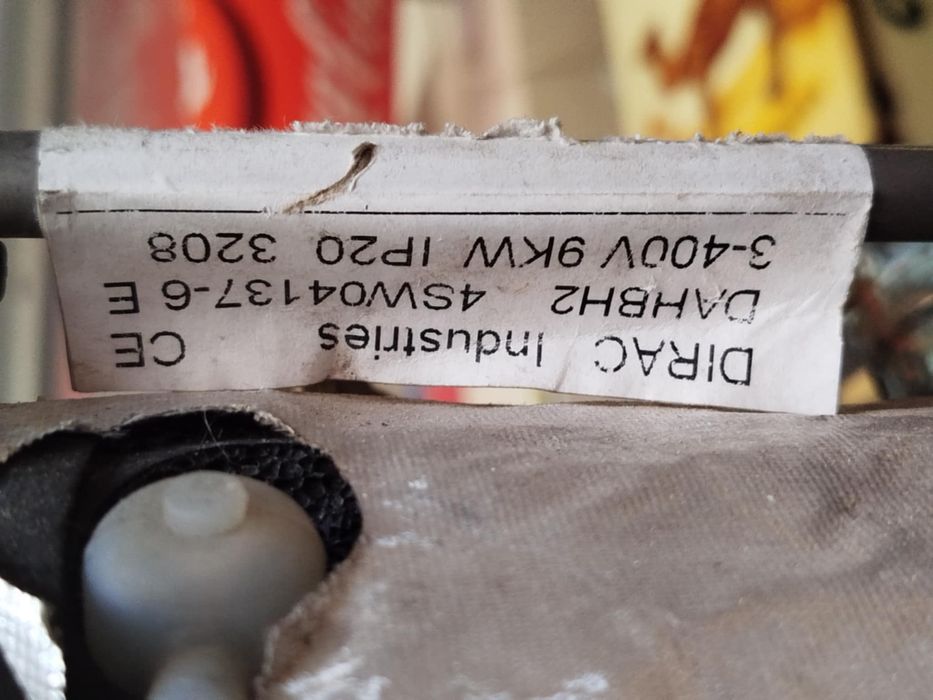 DIRAC Industries CE
DAHBH2 4SW04137-6 E
3-400V 9KW IP20 3208